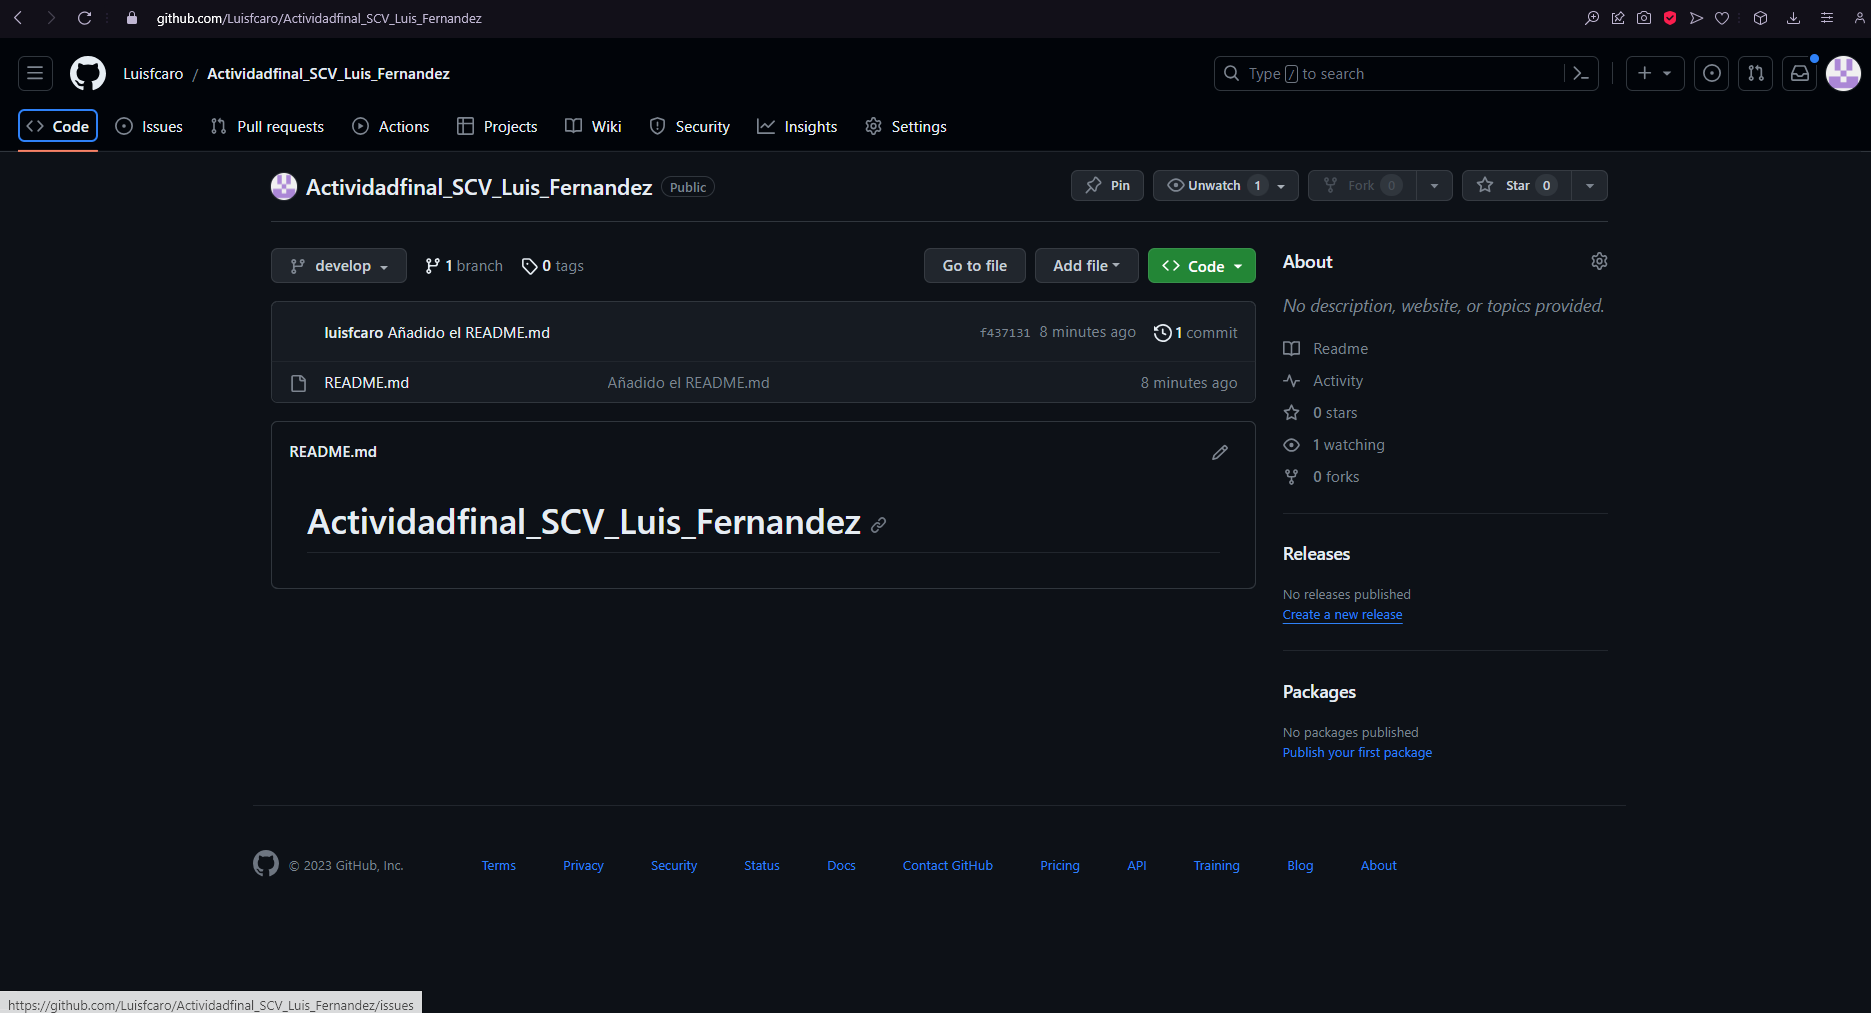 github.com/Luisfcaro/Actividadfinal_SCV_Luis_Fernandez
Luisfcaro / Actividadfinal_SCV_Luis_Fernandez
Type / to search
Code Issues Pull requests Actions Projects Wiki Security Insights Settings
Actividadfinal_SCV_Luis_Fernandez Public
Pin Unwatch 1 Fork 0 Star 0
develop 1 branch 0 tags Go to file Add file Code
luisfcaro Añadido el README.md f437131 8 minutes ago 1 commit
README.md Añadido el README.md 8 minutes ago
README.md
Actividadfinal_SCV_Luis_Fernandez
About
No description, website, or topics provided.
Readme
Activity
0 stars
1 watching
0 forks
Releases
No releases published
Create a new release
Packages
No packages published
Publish your first package
© 2023 GitHub, Inc. Terms Privacy Security Status Docs Contact GitHub Pricing API Training Blog About
https://github.com/Luisfcaro/Actividadfinal_SCV_Luis_Fernandez/issues